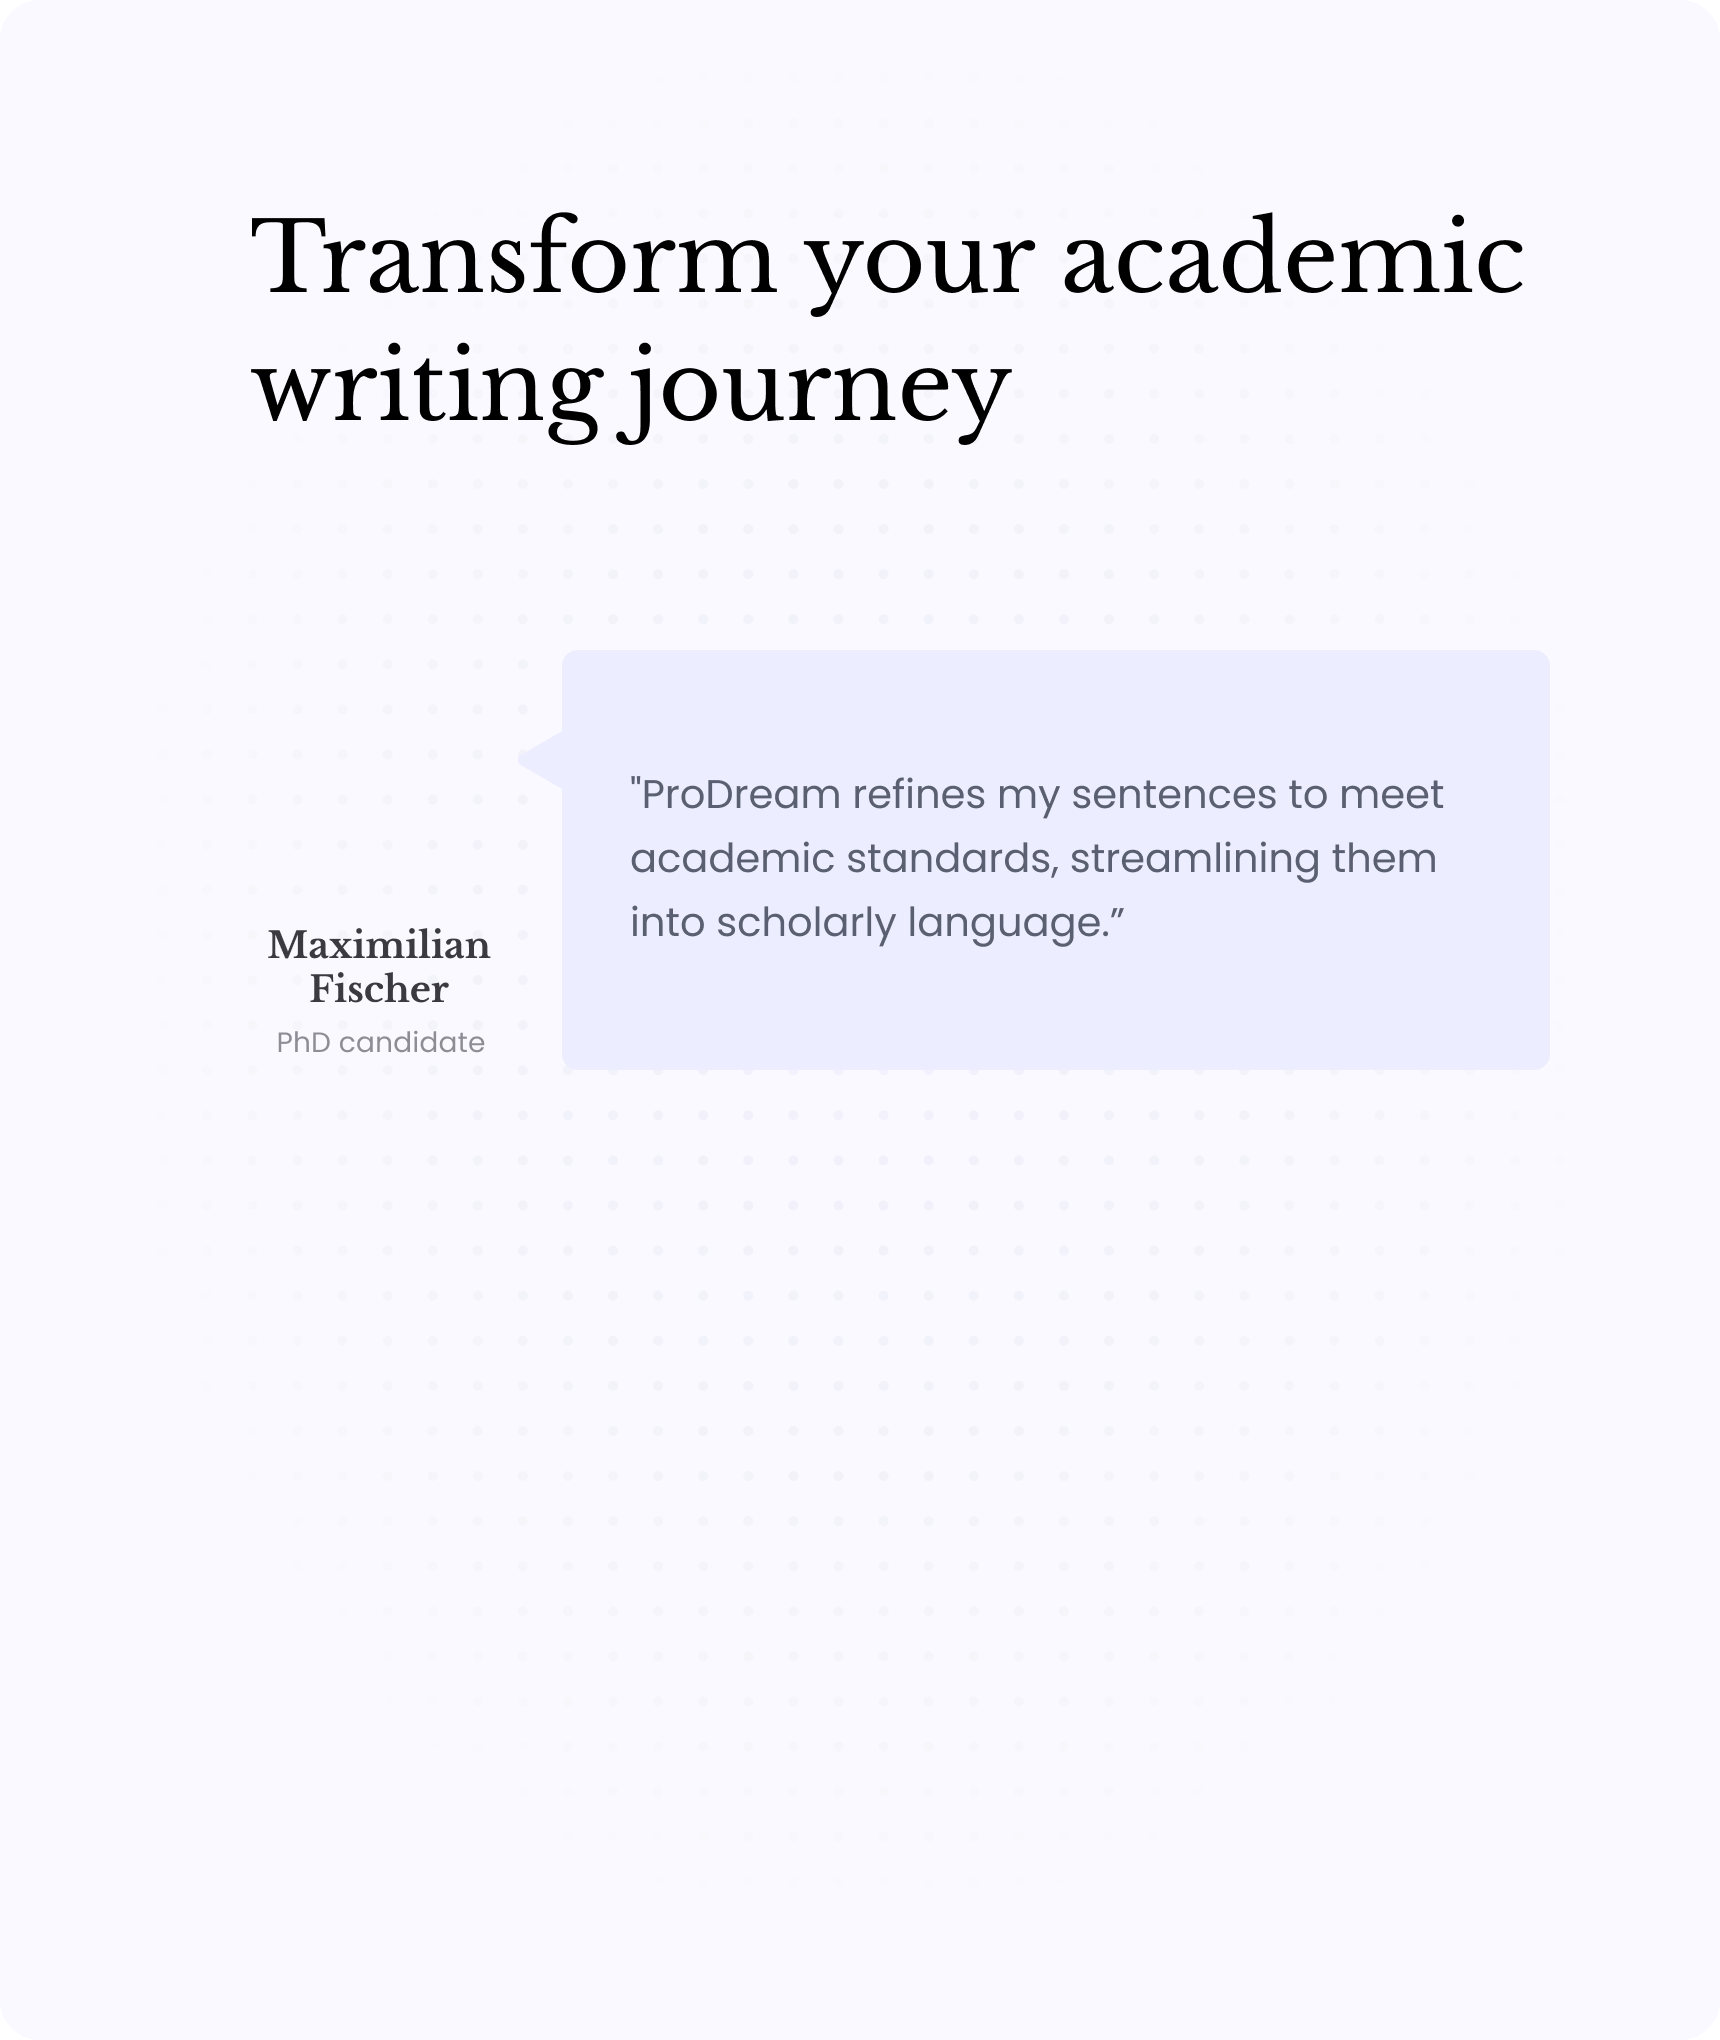 Transform your academic
writing journey
"ProDream refines my sentences to meet
academic standards, streamlining them
into scholarly language.”
Maximilian
Fischer
PhD candidate